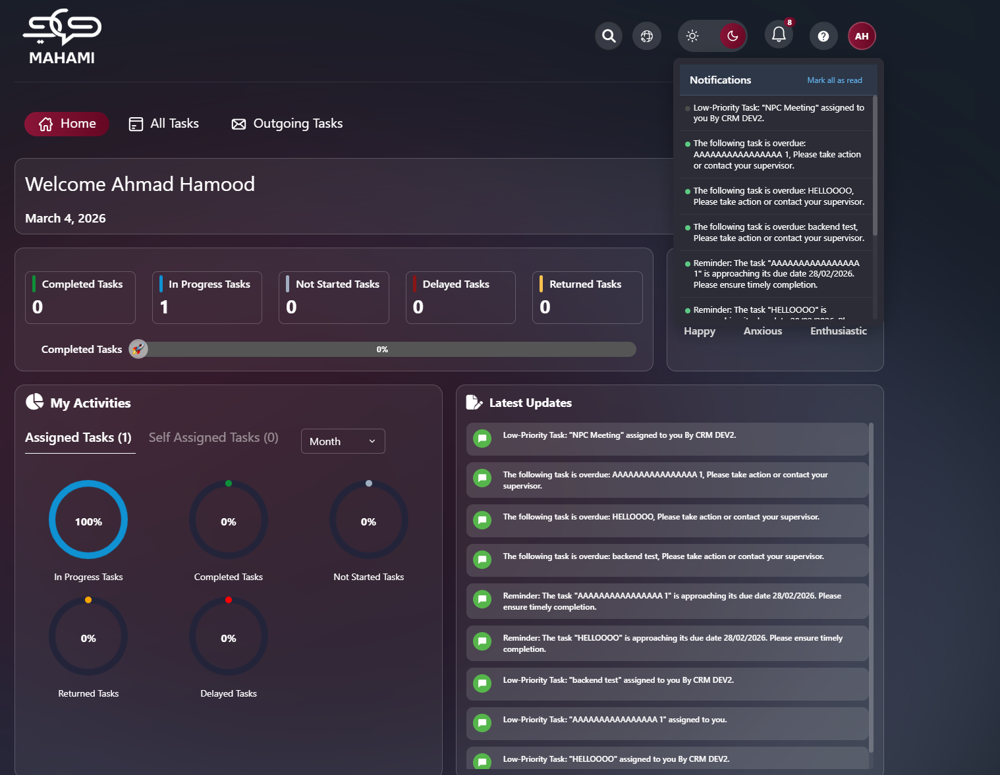 مهامي
MAHAMI
8
AH
Notifications
Mark all as read
Low-Priority Task: "NPC Meeting" assigned to
you By CRM DEV2.
The following task is overdue:
AAAAAAAAAAAAAAAA 1, Please take action
or contact your supervisor.
The following task is overdue: HELLOOOO,
Please take action or contact your supervisor.
The following task is overdue: backend test,
Please take action or contact your supervisor.
Reminder: The task "AAAAAAAAAAAAAAAA
1" is approaching its due date 28/02/2026.
Please ensure timely completion.
Reminder: The task "HELLOOOO" is
Home
All Tasks
Outgoing Tasks
Welcome Ahmad Hamood
March 4, 2026
Completed Tasks
0
In Progress Tasks
1
Not Started Tasks
0
Delayed Tasks
0
Returned Tasks
0
Completed Tasks
0%
Happy
Anxious
Enthusiastic
My Activities
Assigned Tasks (1)
Self Assigned Tasks (0)
Month
100%
In Progress Tasks
0%
Completed Tasks
0%
Not Started Tasks
0%
Returned Tasks
0%
Delayed Tasks
Latest Updates
Low-Priority Task: "NPC Meeting" assigned to you By CRM DEV2.
The following task is overdue: AAAAAAAAAAAAAAAA 1, Please take action or contact your
supervisor.
The following task is overdue: HELLOOOO, Please take action or contact your supervisor.
The following task is overdue: backend test, Please take action or contact your supervisor.
Reminder: The task "AAAAAAAAAAAAAAAA 1" is approaching its due date 28/02/2026. Please
ensure timely completion.
Reminder: The task "HELLOOOO" is approaching its due date 28/02/2026. Please ensure timely
completion.
Low-Priority Task: "backend test" assigned to you By CRM DEV2.
Low-Priority Task: "AAAAAAAAAAAAAAAA 1" assigned to you.
Low-Priority Task: "HELLOOOO" assigned to you By CRM DEV2.